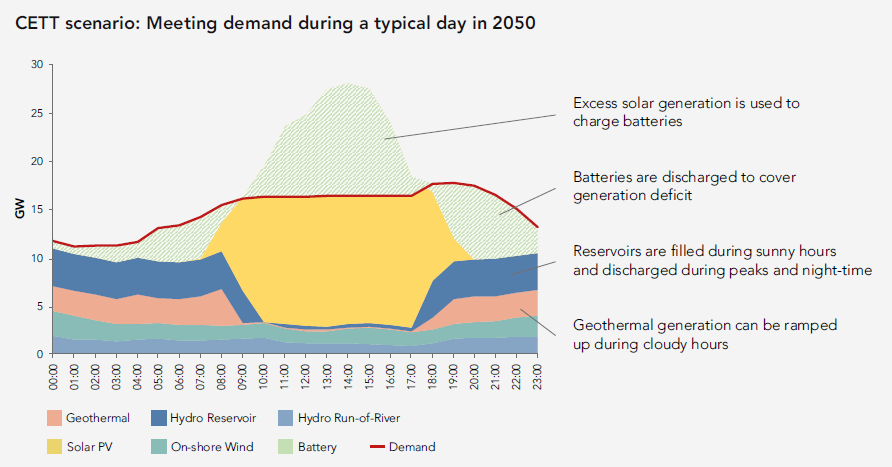 CETT scenario: Meeting demand during a typical day in 2050
30
25
20
15
10
5
0
GW
00:00
01:00
02:00
03:00
04:00
05:00
06:00
07:00
08:00
09:00
10:00
11:00
12:00
13:00
14:00
15:00
16:00
17:00
18:00
19:00
20:00
21:00
22:00
23:00
Excess solar generation is used to
charge batteries
Batteries are discharged to cover
generation deficit
Reservoirs are filled during sunny hours
and discharged during peaks and night-time
Geothermal generation can be ramped
up during cloudy hours
Geothermal
Hydro Reservoir
Hydro Run-of-River
Solar PV
On-shore Wind
Battery
Demand